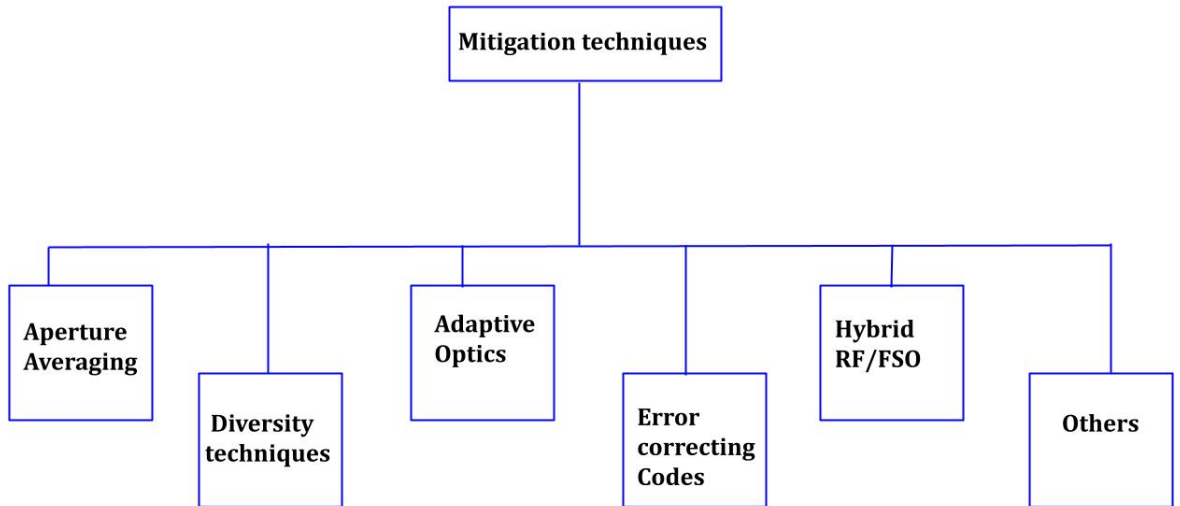 Mitigation techniques
Aperture
Averaging
Diversity
techniques
Adaptive
Optics
Error
correcting
Codes
Hybrid
RF/FSO
Others